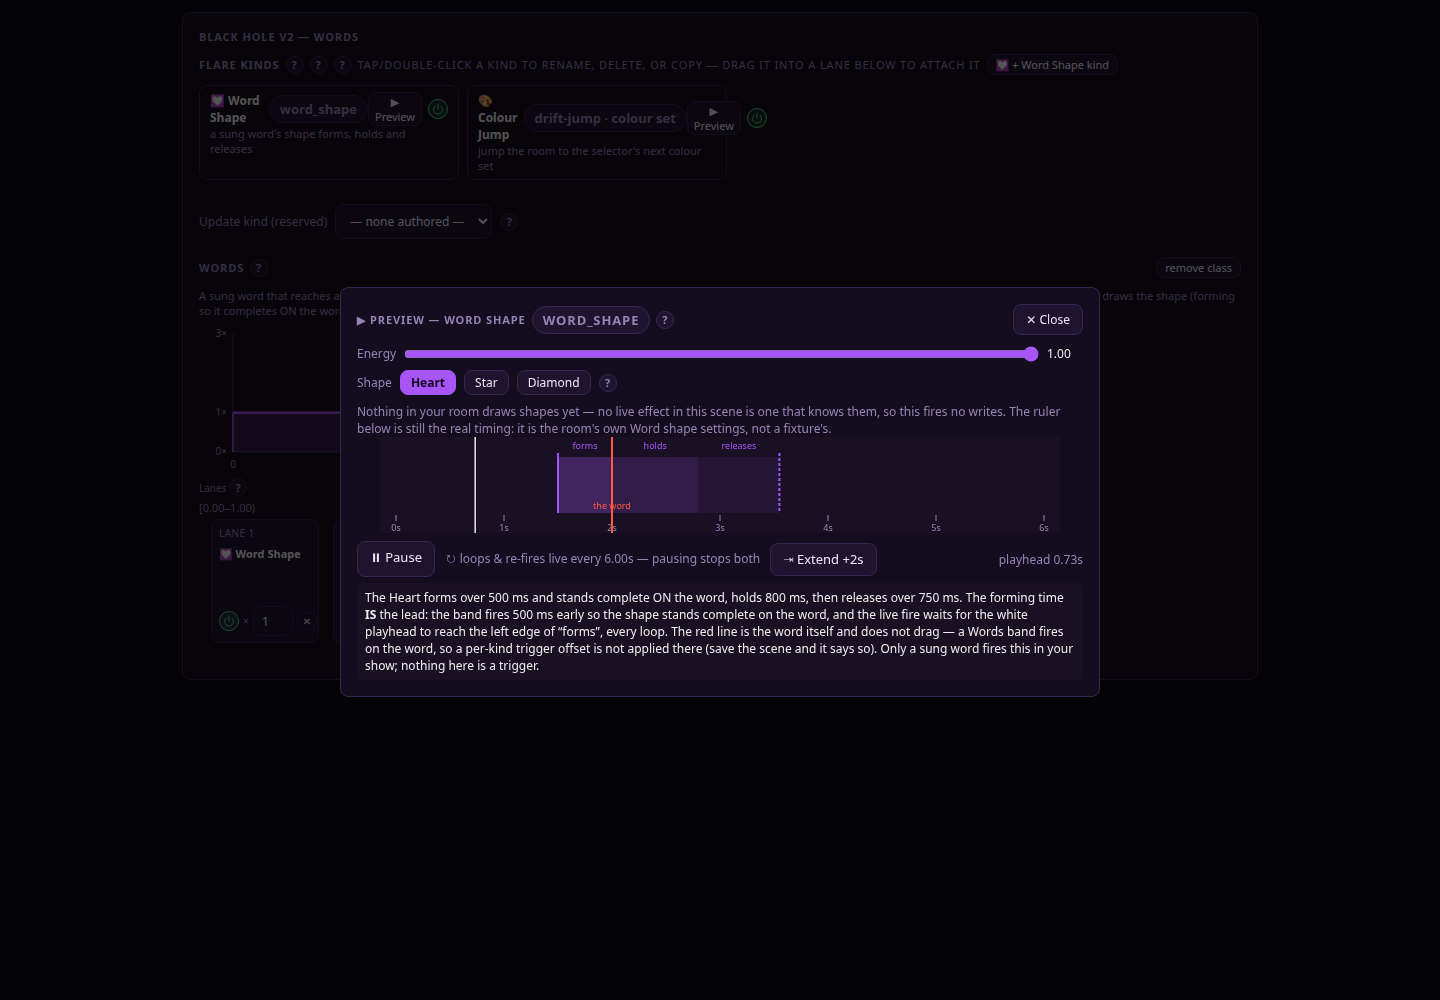 BLACK HOLE V2 — WORDS
FLARE KINDS ? ? ? TAP/DOUBLE-CLICK A KIND TO RENAME, DELETE, OR COPY — DRAG IT INTO A LANE BELOW TO ATTACH IT + Word Shape kind
Word Shape word_shape ▶ Preview
a sung word's shape forms, holds and
releases
Colour Jump drift-jump · colour set ▶ Preview
jump the room to the selector's next colour
set
Update kind (reserved) — none authored — ?
WORDS ? remove class
A sung word that reaches a draws the shape (forming
so it completes ON the wor
3×
1×
0×
0
Lanes ?
[0.00–1.00)
LANE 1
Word Shape
× 1 ✕
▶ PREVIEW — WORD SHAPE WORD_SHAPE ? ✕ Close
Energy 1.00
Shape Heart Star Diamond ?
Nothing in your room draws shapes yet — no live effect in this scene is one that knows them, so this fires no writes. The ruler
below is still the real timing: it is the room's own Word shape settings, not a fixture's.
forms holds releases
the word
0s 1s 2s 3s 4s 5s 6s
⏸ Pause ↻ loops & re-fires live every 6.00s — pausing stops both ⇥ Extend +2s playhead 0.73s
The Heart forms over 500 ms and stands complete ON the word, holds 800 ms, then releases over 750 ms. The forming time
IS the lead: the band fires 500 ms early so the shape stands complete on the word, and the live fire waits for the white
playhead to reach the left edge of “forms”, every loop. The red line is the word itself and does not drag — a Words band fires
on the word, so a per-kind trigger offset is not applied there (save the scene and it says so). Only a sung word fires this in your
show; nothing here is a trigger.